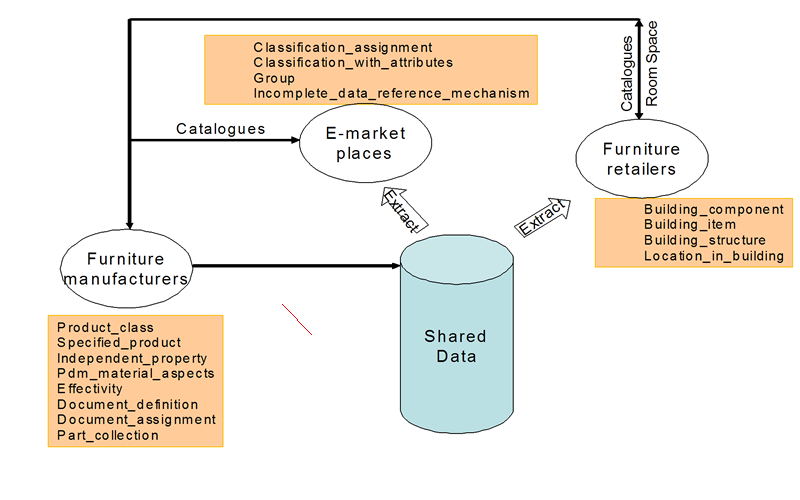 Classification_assignment
Classification_with_attributes
Group
Incomplete_data_reference_mechanism
Catalogues
Room Space
Catalogues
E-market
places
Furniture
retailers
Extract
Extract
Building_component
Building_item
Building_structure
Location_in_building
Furniture
manufacturers
Shared
Data
Product_class
Specified_product
Independent_property
Pdm_material_aspects
Effectivity
Document_definition
Document_assignment
Part_collection